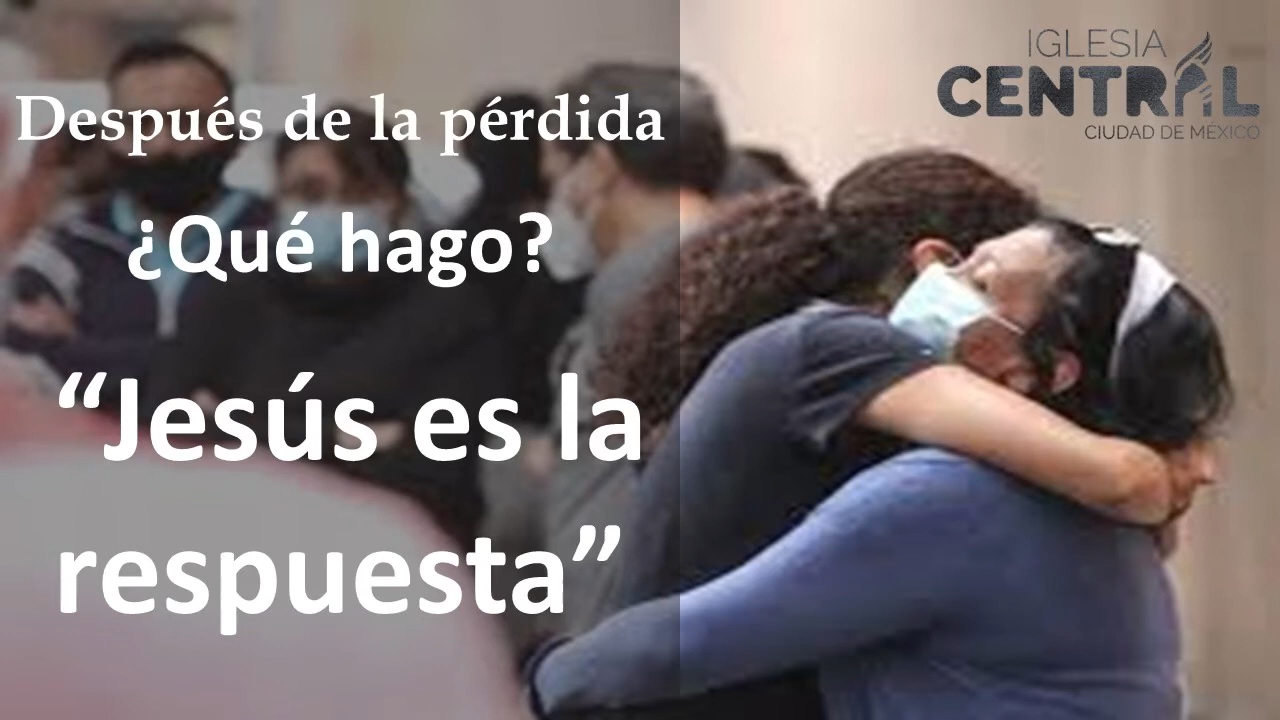 Después de la pérdida
¿Qué hago?
“Jesús es la
respuesta”
IGLESIA
CENTRAL
CIUDAD DE MÉXICO